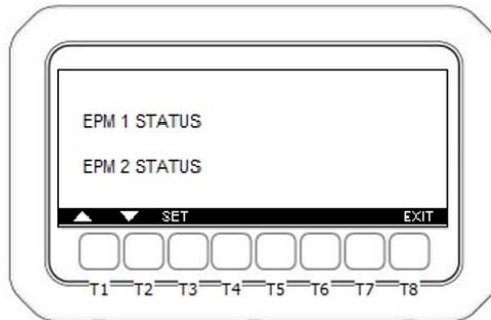 EPM 1 STATUS
EPM 2 STATUS
SET EXIT
T1 T2 T3 T4 T5 T6 T7 T8